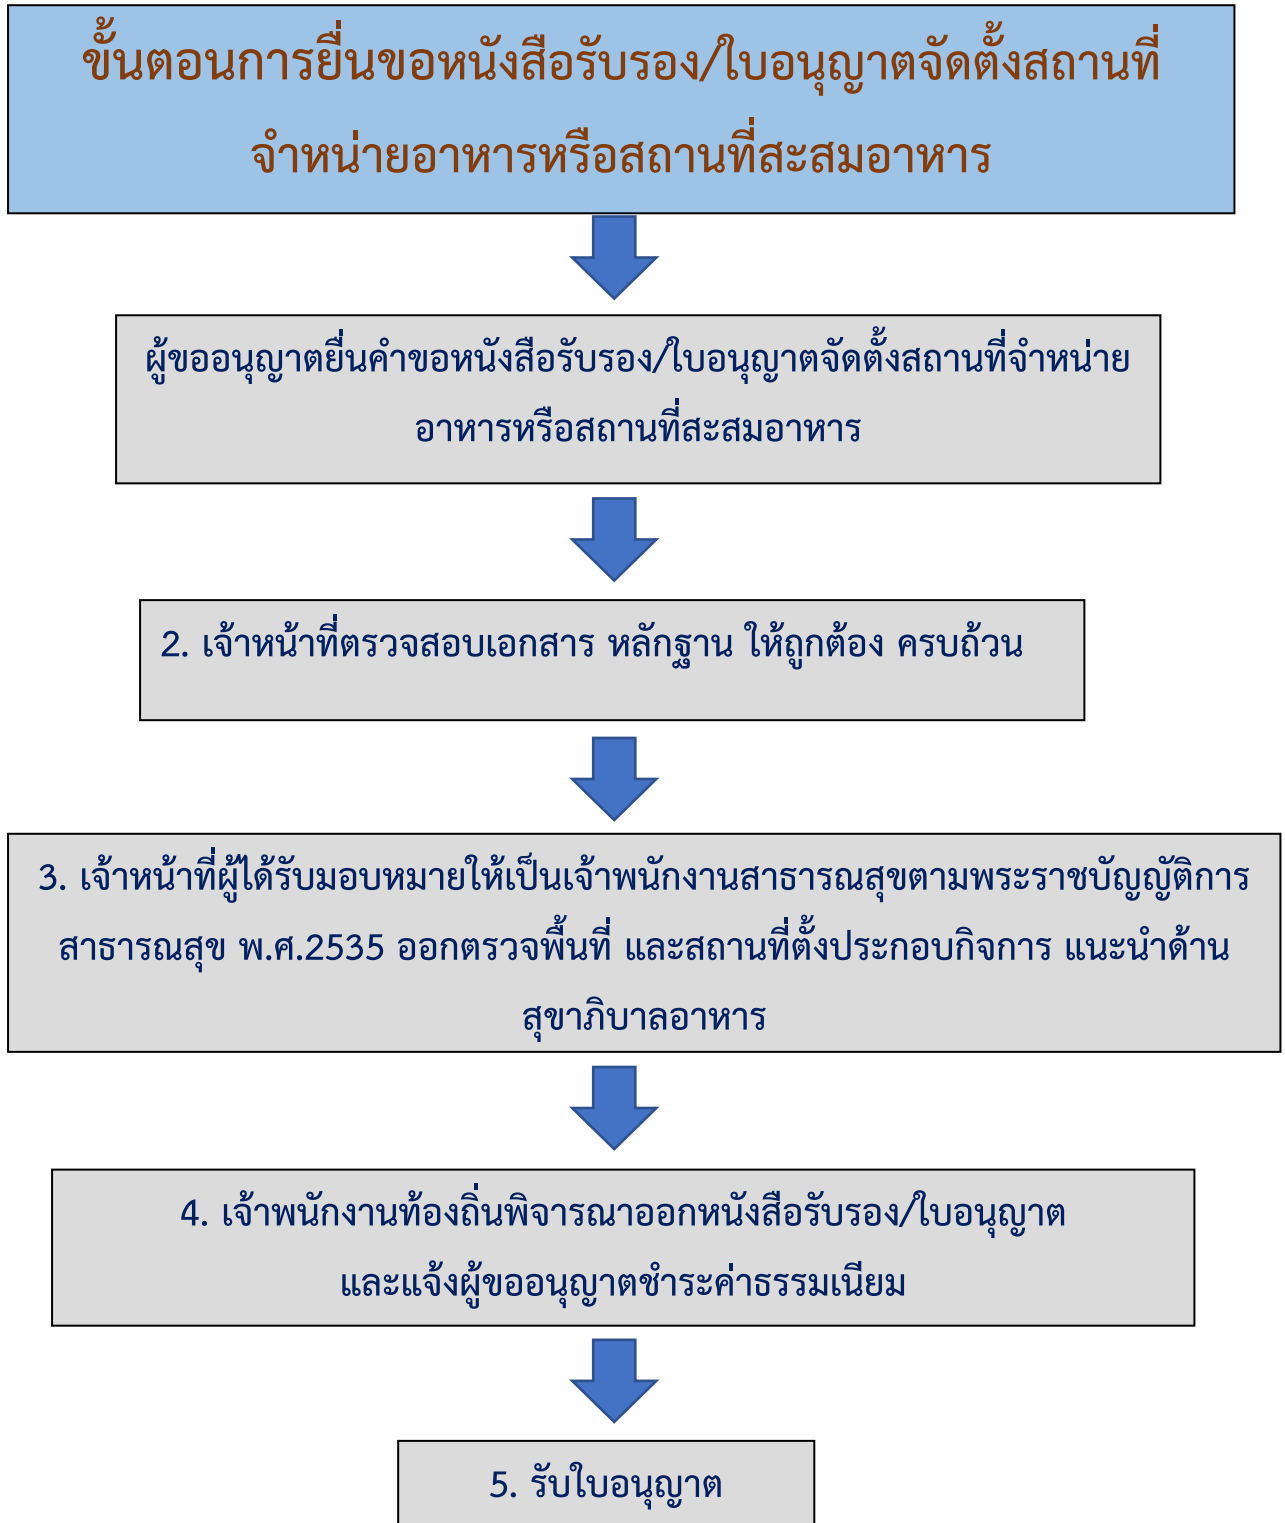 ขั้นตอนการยื่นขอหนังสือรับรอง/ใบอนุญาตจัดตั้งสถานที่
จำหน่ายอาหารหรือสถานที่สะสมอาหาร
ผู้ขออนุญาตยื่นคำขอหนังสือรับรอง/ใบอนุญาตจัดตั้งสถานที่จำหน่าย
อาหารหรือสถานที่สะสมอาหาร
2. เจ้าหน้าที่ตรวจสอบเอกสาร หลักฐาน ให้ถูกต้อง ครบถ้วน
3. เจ้าหน้าที่ผู้ได้รับมอบหมายให้เป็นเจ้าพนักงานสาธารณสุขตามพระราชบัญญัติการ
สาธารณสุข พ.ศ.2535 ออกตรวจพื้นที่ และสถานที่ตั้งประกอบกิจการ แนะนำด้าน
สุขาภิบาลอาหาร
4. เจ้าพนักงานท้องถิ่นพิจารณาออกหนังสือรับรอง/ใบอนุญาต
และแจ้งผู้ขออนุญาตชำระค่าธรรมเนียม
5. รับใบอนุญาต